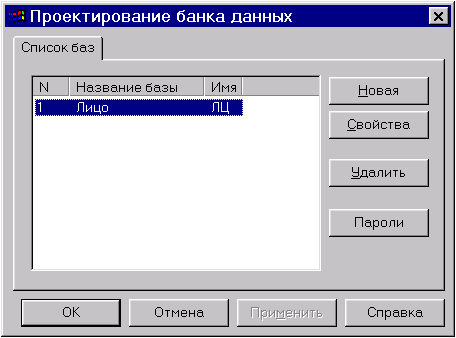 Проектирование банка данных
Список баз
N Название базы Имя
1 Лицо ЛЦ
Новая
Свойства
Удалить
Пароли
OK Отмена Применить Справка